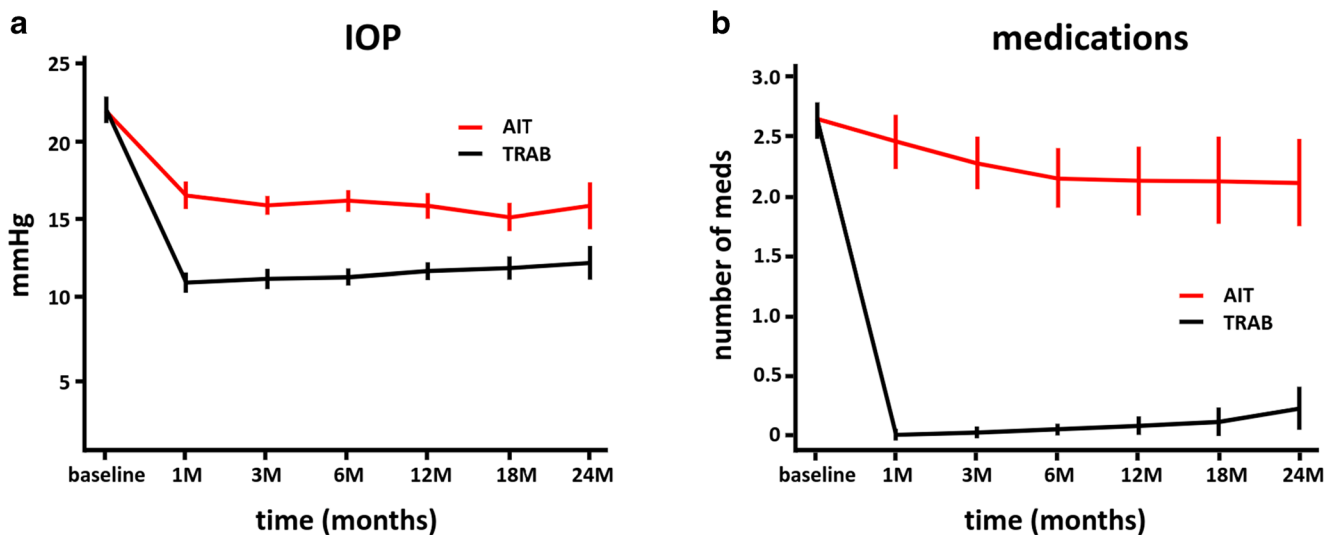 a
IOP
mmHg
25
20
15
10
5
AIT
TRAB
baseline 1M 3M 6M 12M 18M 24M
time (months)
b
medications
number of meds
3.0
2.5
2.0
1.5
1.0
0.5
0
AIT
TRAB
baseline 1M 3M 6M 12M 18M 24M
time (months)